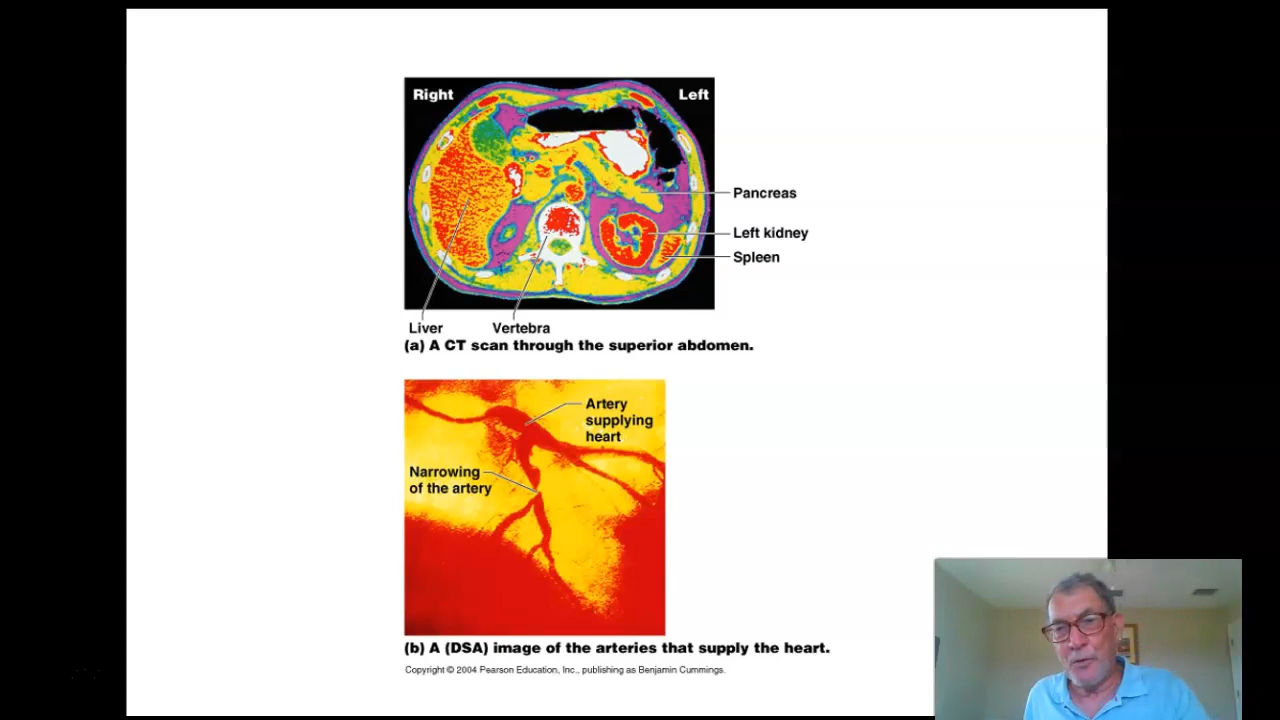 Right
Left
Pancreas
Left kidney
Spleen
Liver
Vertebra
(a) A CT scan through the superior abdomen.
Artery
supplying
heart
Narrowing
of the artery
(b) A (DSA) image of the arteries that supply the heart.
Copyright © 2004 Pearson Education, Inc., publishing as Benjamin Cummings.